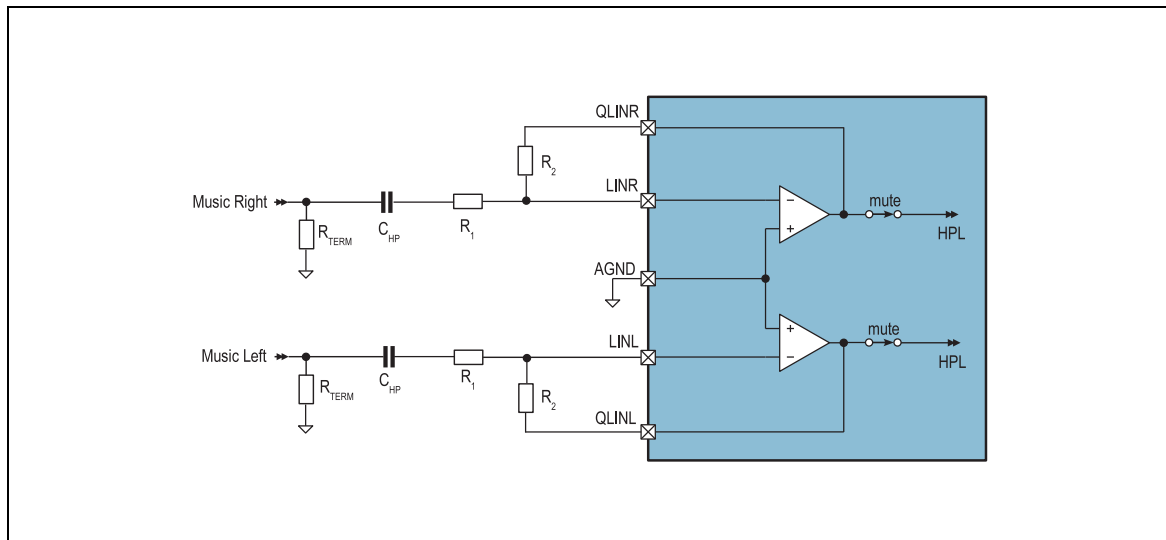 QLINR
R2
Music Right
LINR
mute
CHP
R1
RTERM
HPL
AGND
LINL
mute
Music Left
CHP
R1
HPL
RTERM
R2
QLINL